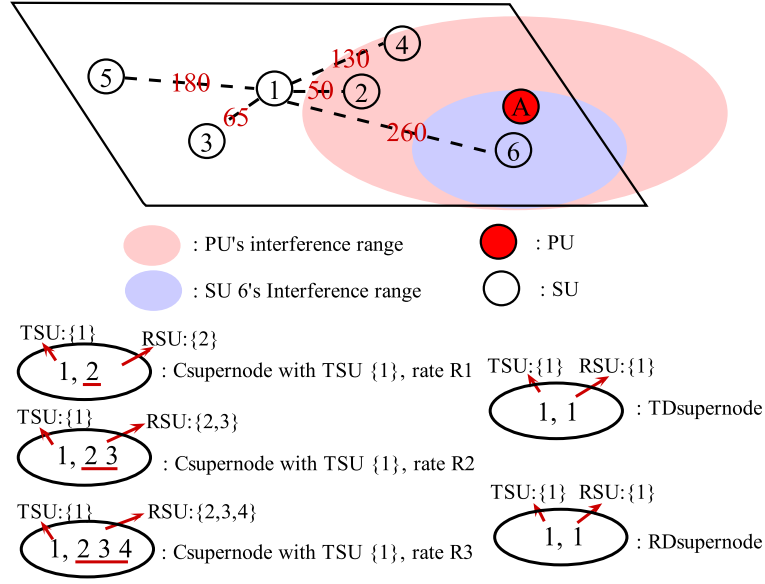 4
130
5
180
1
50
2
A
65
260
3
6
: PU's interference range
: PU
: SU 6's Interference range
: SU
TSU:{1}
RSU:{2}
1, 2
: Csupernode with TSU {1}, rate R1
TSU:{1}
RSU:{2,3}
1, 2 3
: Csupernode with TSU {1}, rate R2
TSU:{1}
RSU:{2,3,4}
1, 2 3 4
: Csupernode with TSU {1}, rate R3
TSU:{1}
RSU:{1}
1, 1
: TDsupernode
TSU:{1}
RSU:{1}
1, 1
: RDsupernode